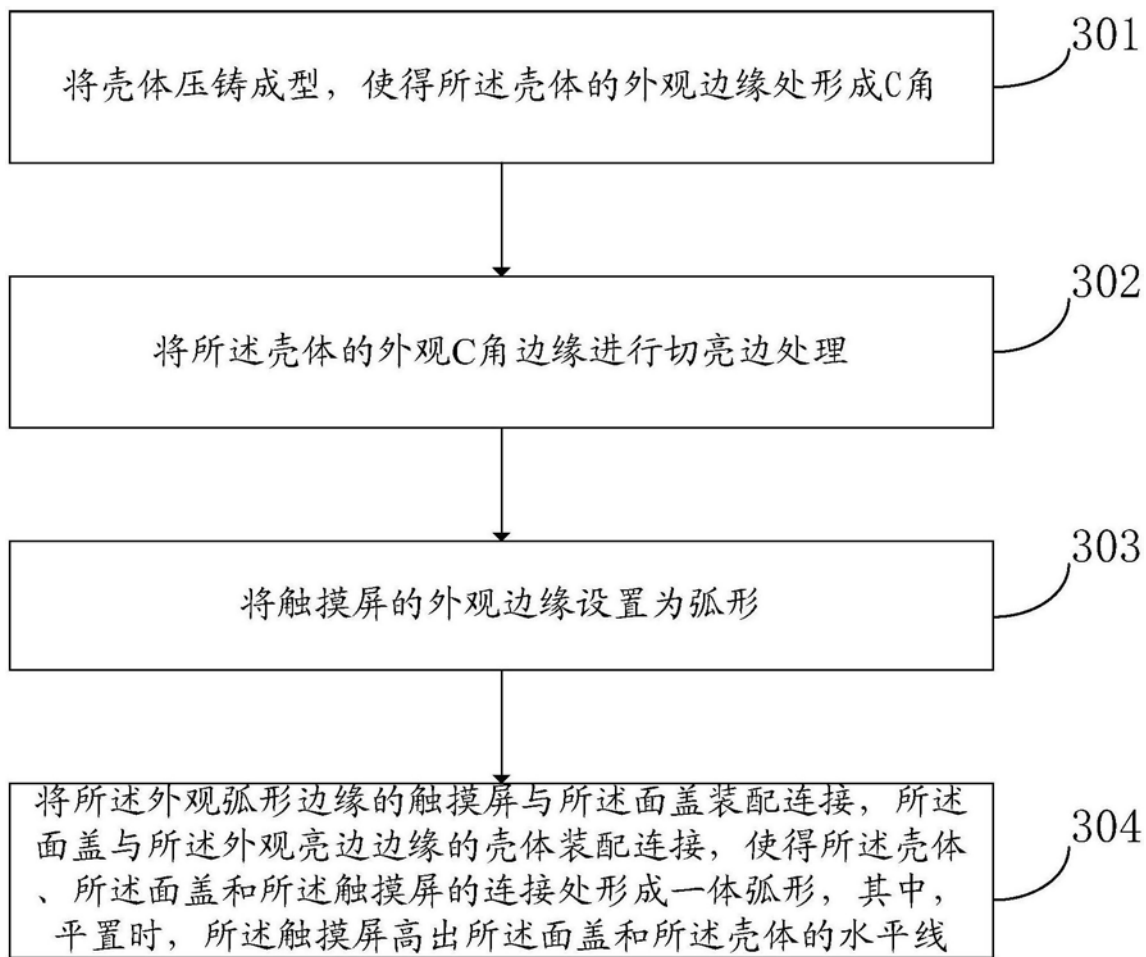 301
将壳体压铸成型，使得所述壳体的外观边缘处形成C角
302
将所述壳体的外观C角边缘进行切亮边处理
303
将触摸屏的外观边缘设置为弧形
304
将所述外观弧形边缘的触摸屏与所述面盖装配连接，所述
面盖与所述外观亮边边缘的壳体装配连接，使得所述壳体
、所述面盖和所述触摸屏的连接处形成一体弧形，其中，
平置时，所述触摸屏高出所述面盖和所述壳体的水平线